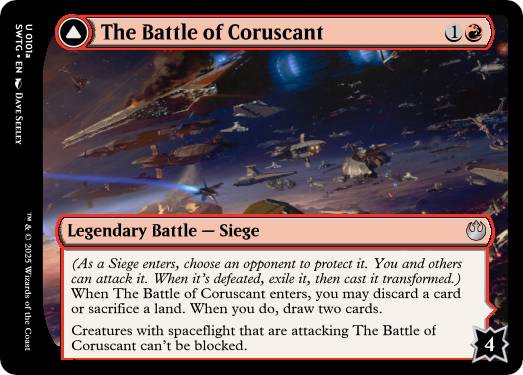 The Battle of Coruscant
1
Legendary Battle — Siege
(As a Siege enters, choose an opponent to protect it. You and others
can attack it. When it's defeated, exile it, then cast it transformed.)
When The Battle of Coruscant enters, you may discard a card
or sacrifice a land. When you do, draw two cards.
Creatures with spaceflight that are attacking The Battle of
Coruscant can't be blocked.
4
U 0101a
SWTG • EN DAVE SEELEY
™ & © 2025 Wizards of the Coast